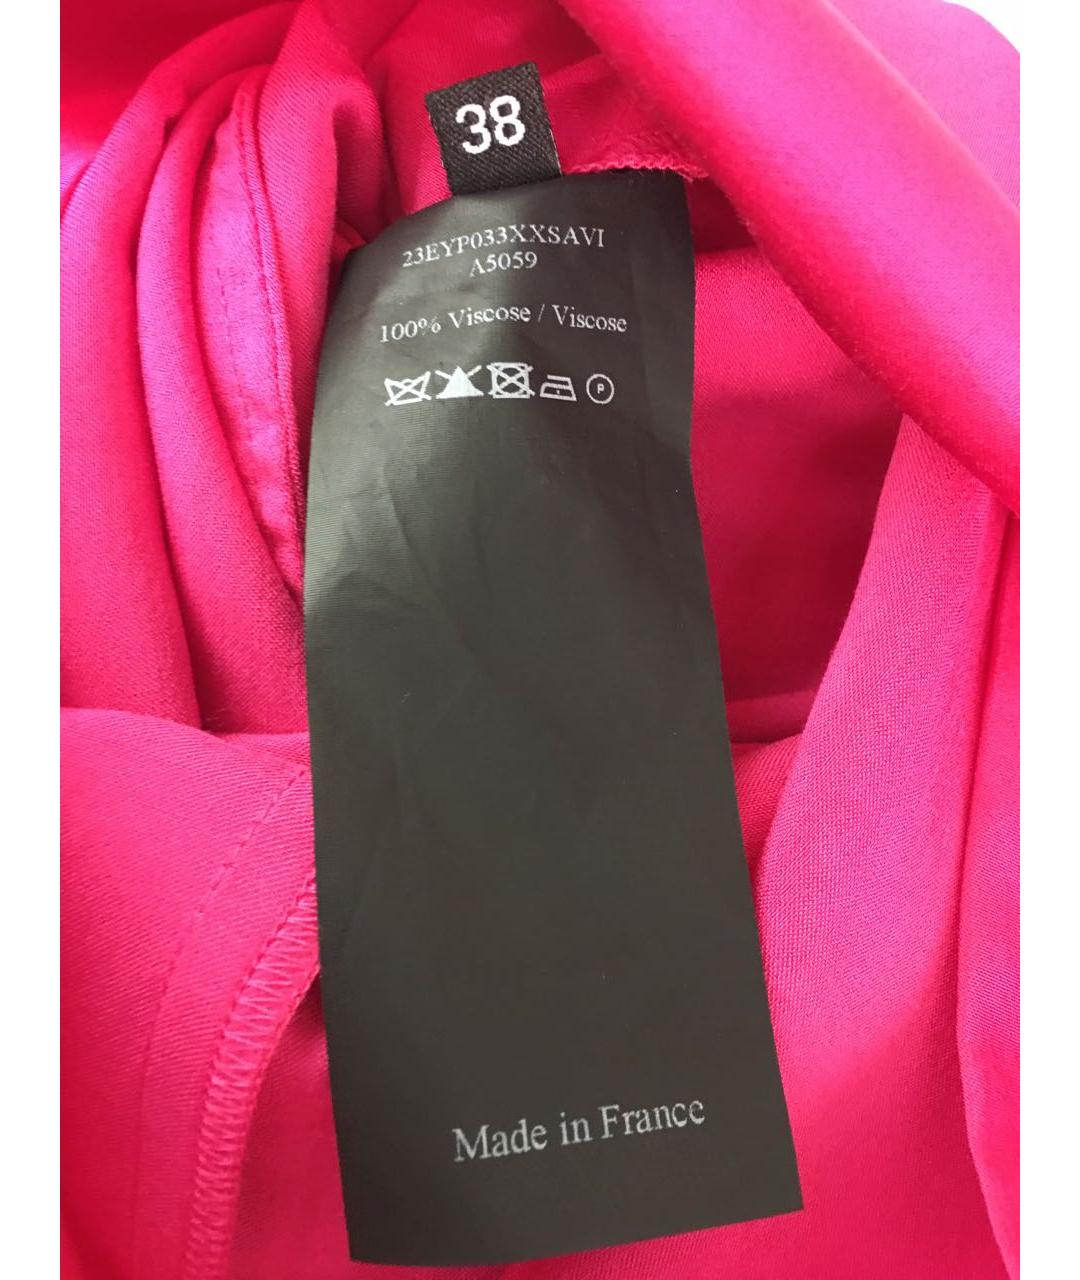 38
23EYP033XXSAVI
A5059
100% Viscose / Viscose
P
Made in France